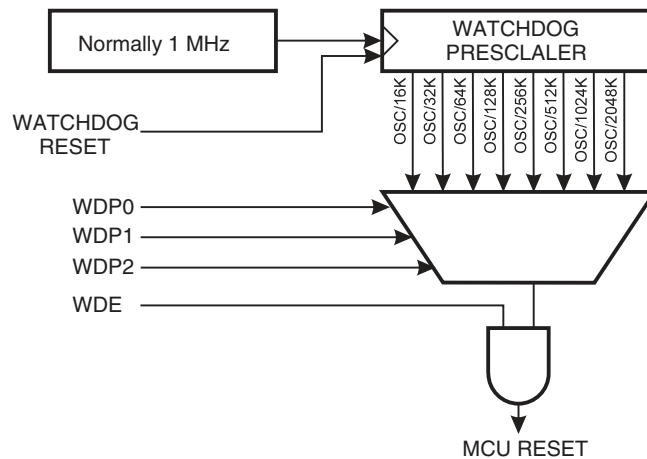 Normally 1 MHz
WATCHDOG
PRESCLALER
OSC/16K
OSC/32K
OSC/64K
OSC/128K
OSC/256K
OSC/512K
OSC/1024K
OSC/2048K
WATCHDOG
RESET
WDP0
WDP1
WDP2
WDE
MCU RESET